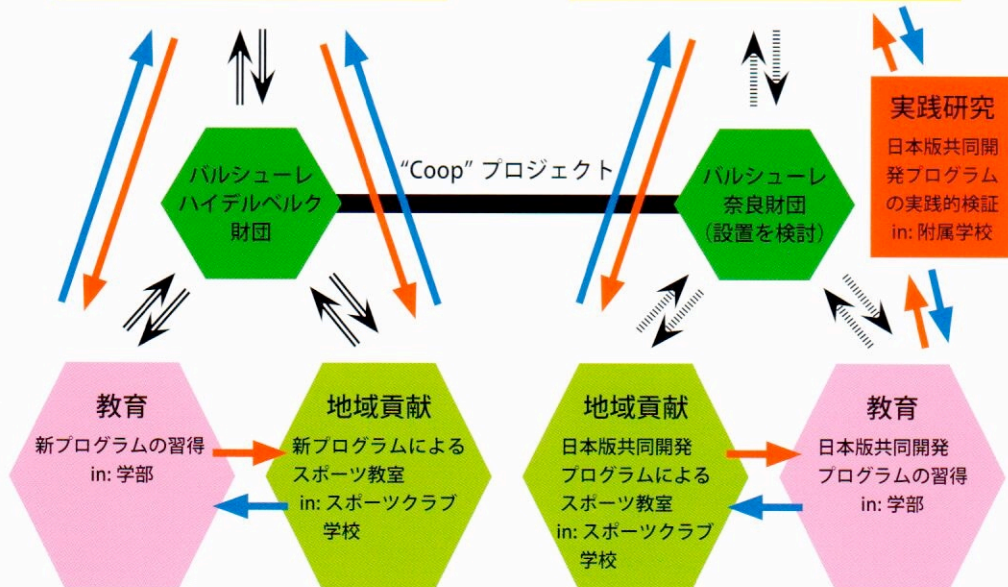 バルシューレ
ハイデルベルク
財団
“Coop” プロジェクト
バルシューレ
奈良財団
（設置を検討）
実践研究
日本版共同開
発プログラム
の実践的検証
in: 附属学校
教育
新プログラムの習得
in: 学部
地域貢献
新プログラムによる
スポーツ教室
in: スポーツクラブ
学校
地域貢献
日本版共同開発
プログラムによる
スポーツ教室
in: スポーツクラブ
学校
教育
日本版共同開発
プログラムの習得
in: 学部